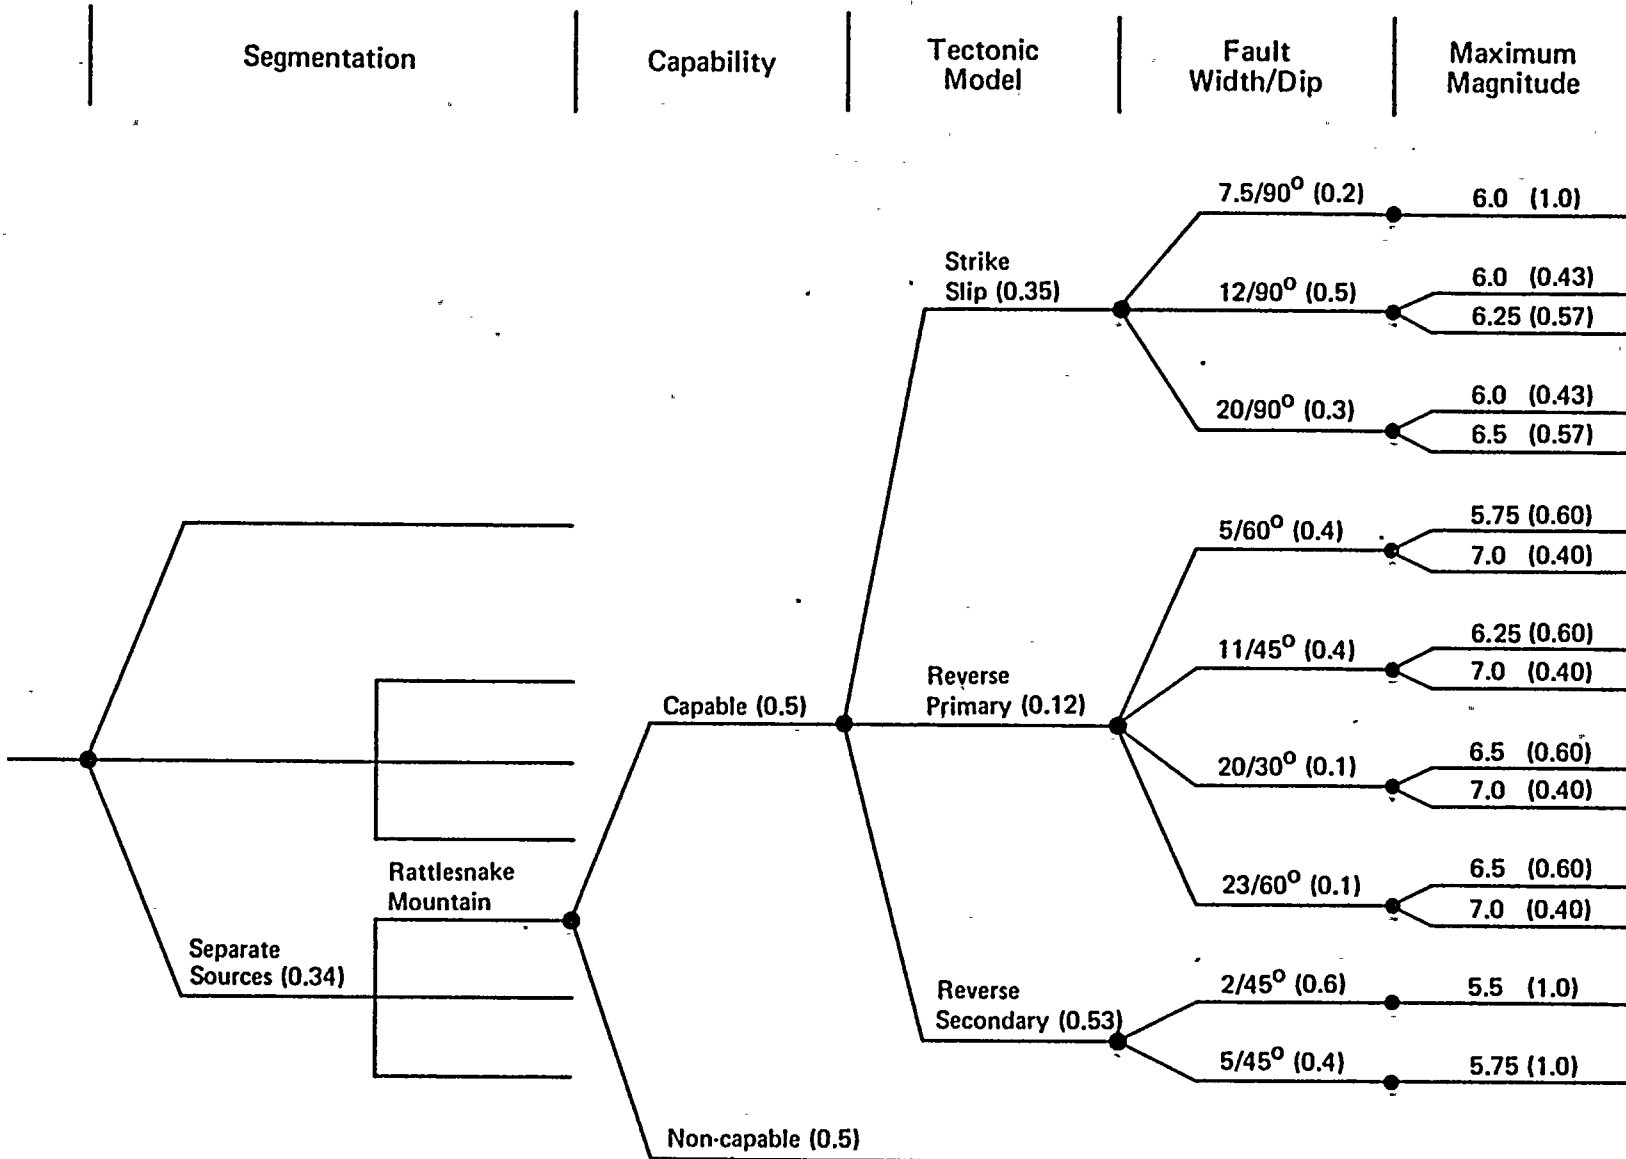 Segmentation
Capability
Tectonic
Model
Fault
Width/Dip
Maximum
Magnitude
7.5/90° (0.2)
6.0 (1.0)
Strike
Slip (0.35)
12/90° (0.5)
6.0 (0.43)
6.25 (0.57)
20/90° (0.3)
6.0 (0.43)
6.5 (0.57)
5/60° (0.4)
5.75 (0.60)
7.0 (0.40)
Capable (0.5)
Reverse
Primary (0.12)
11/45° (0.4)
6.25 (0.60)
7.0 (0.40)
20/30° (0.1)
6.5 (0.60)
7.0 (0.40)
Rattlesnake
Mountain
23/60° (0.1)
6.5 (0.60)
7.0 (0.40)
Separate
Sources (0.34)
Reverse
Secondary (0.53)
2/45° (0.6)
5.5 (1.0)
5/45° (0.4)
5.75 (1.0)
Non-capable (0.5)